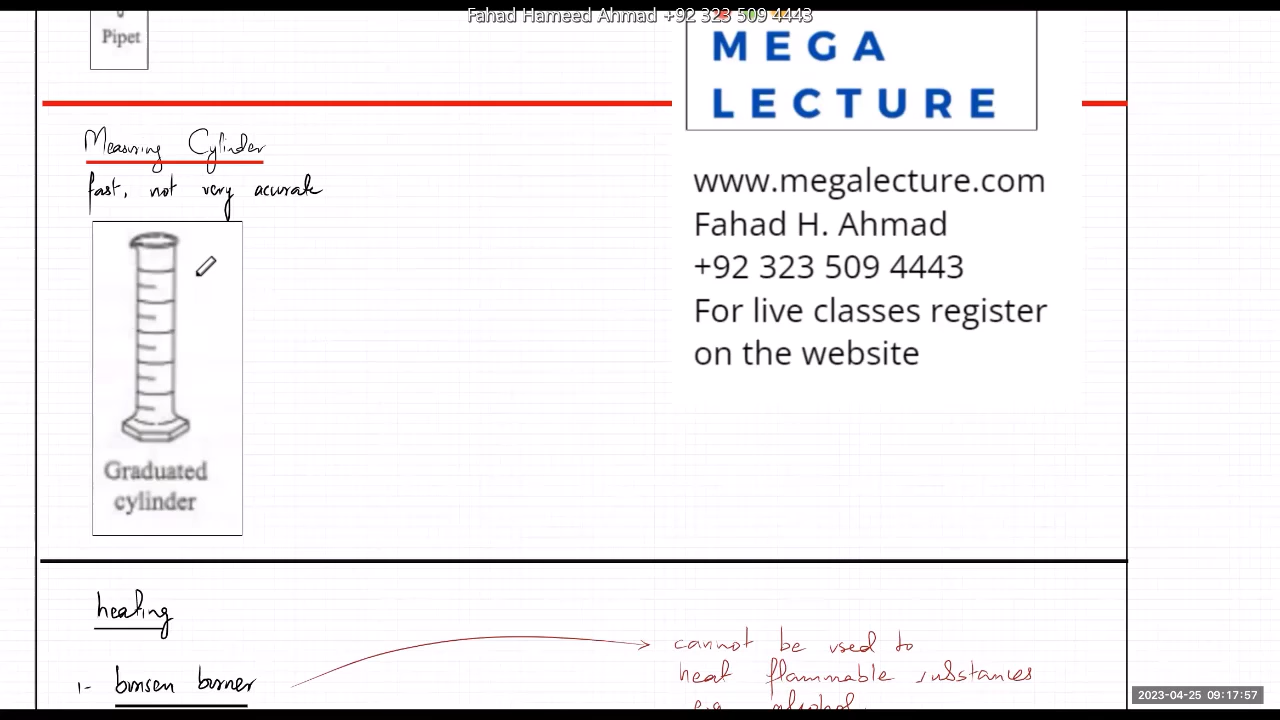 Fahad Hameed Ahmad +92 323 509 4443
Pipet
MEGA
LECTURE
Measuring Cylinder
fast, not very accurate
www.megalecture.com
Fahad H. Ahmad
+92 323 509 4443
For live classes register
on the website
Graduated
cylinder
heating
1- bunsen burner
cannot be used to
heat flammable substances
e.g. alcohol.
2023-04-25 09:17:57